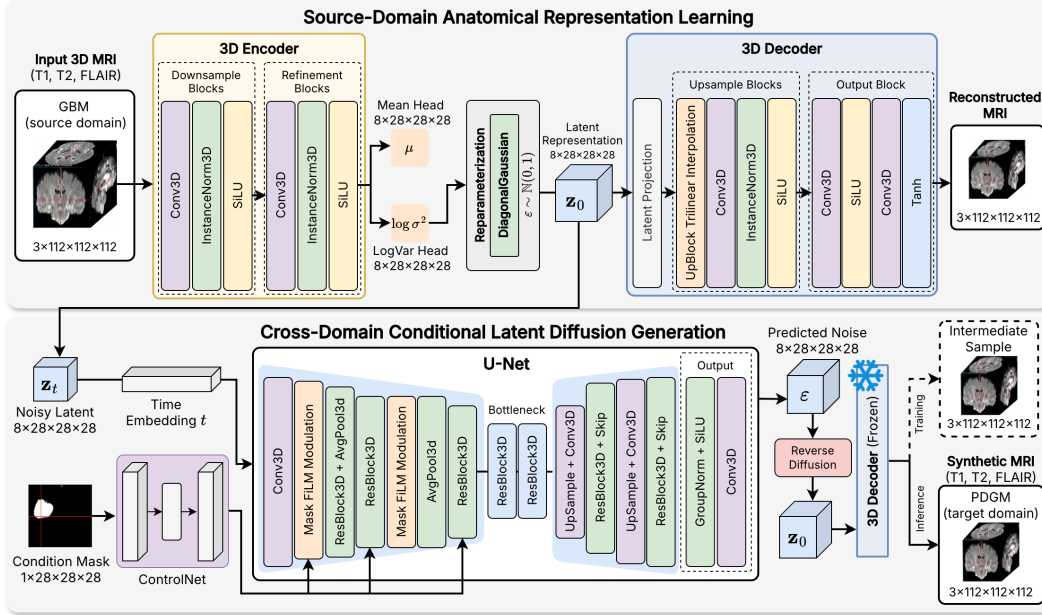 Source-Domain Anatomical Representation Learning
Input 3D MRI
(T1, T2, FLAIR)
GBM
(source domain)
3×112×112×112
3D Encoder
Downsample
Blocks
Conv3D
InstanceNorm3D
SiLU
Refinement
Blocks
Conv3D
InstanceNorm3D
SiLU
Mean Head
8×28×28×28
μ
log σ²
LogVar Head
8×28×28×28
Reparameterization
DiagonalGaussian
ε ~ ℕ(0, 1)
Latent
Representation
8×28×28×28
z₀
3D Decoder
Latent Projection
Upsample Blocks
UpBlock Trilinear Interpolation
Conv3D
InstanceNorm3D
SiLU
Output Block
Conv3D
SiLU
Conv3D
Tanh
Reconstructed
MRI
3×112×112×112
Cross-Domain Conditional Latent Diffusion Generation
zₜ
Noisy Latent
8×28×28×28
Time
Embedding t
Condition Mask
1×28×28×28
ControlNet
U-Net
Conv3D
Mask FiLM Modulation
ResBlock3D + AvgPool3d
ResBlock3D
Mask FiLM Modulation
AvgPool3d
ResBlock3D
Bottleneck
ResBlock3D
ResBlock3D
UpSample + Conv3D
ResBlock3D + Skip
UpSample + Conv3D
ResBlock3D + Skip
Output
GroupNorm + SiLU
Conv3D
Predicted Noise
8×28×28×28
ε
Reverse
Diffusion
z₀
3D Decoder (Frozen)
Training
Inference
Intermediate
Sample
3×112×112×112
Synthetic MRI
(T1, T2, FLAIR)
PDGM
(target domain)
3×112×112×112